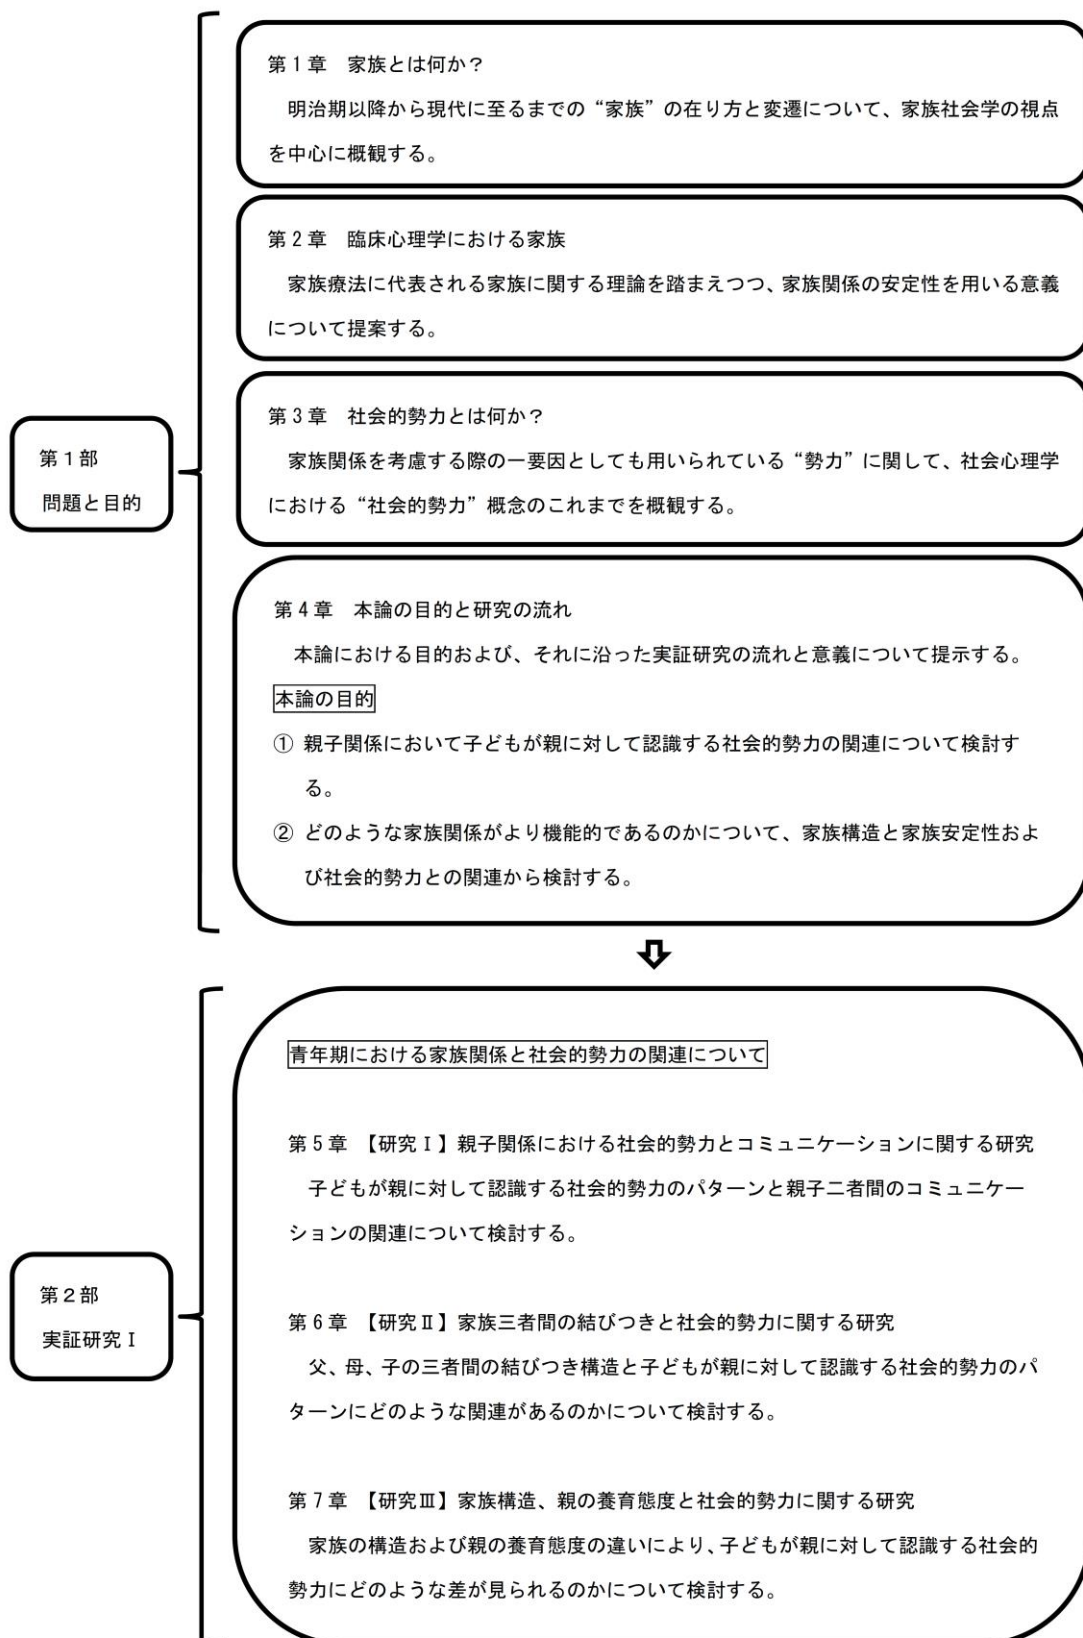 第1章　家族とは何か？
明治期以降から現代に至るまでの“家族”の在り方と変遷について、家族社会学の視点
を中心に概観する。
第2章　臨床心理学における家族
家族療法に代表される家族に関する理論を踏まえつつ、家族関係の安定性を用いる意義
について提案する。
第3章　社会的勢力とは何か？
家族関係を考慮する際の一要因としても用いられている“勢力”に関して、社会心理学
における“社会的勢力”概念のこれまでを概観する。
第1部
問題と目的
第4章　本論の目的と研究の流れ
本論における目的および、それに沿った実証研究の流れと意義について提示する。
本論の目的
① 親子関係において子どもが親に対して認識する社会的勢力の関連について検討す
る。
② どのような家族関係がより機能的であるのかについて、家族構造と家族安定性およ
び社会的勢力との関連から検討する。
青年期における家族関係と社会的勢力の関連について
第5章　【研究Ⅰ】親子関係における社会的勢力とコミュニケーションに関する研究
子どもが親に対して認識する社会的勢力のパターンと親子二者間のコミュニケー
ションの関連について検討する。
第2部
実証研究Ⅰ
第6章　【研究Ⅱ】家族三者間の結びつきと社会的勢力に関する研究
父、母、子の三者間の結びつき構造と子どもが親に対して認識する社会的勢力のパ
ターンにどのような関連があるのかについて検討する。
第7章　【研究Ⅲ】家族構造、親の養育態度と社会的勢力に関する研究
家族の構造および親の養育態度の違いにより、子どもが親に対して認識する社会的
勢力にどのような差が見られるのかについて検討する。